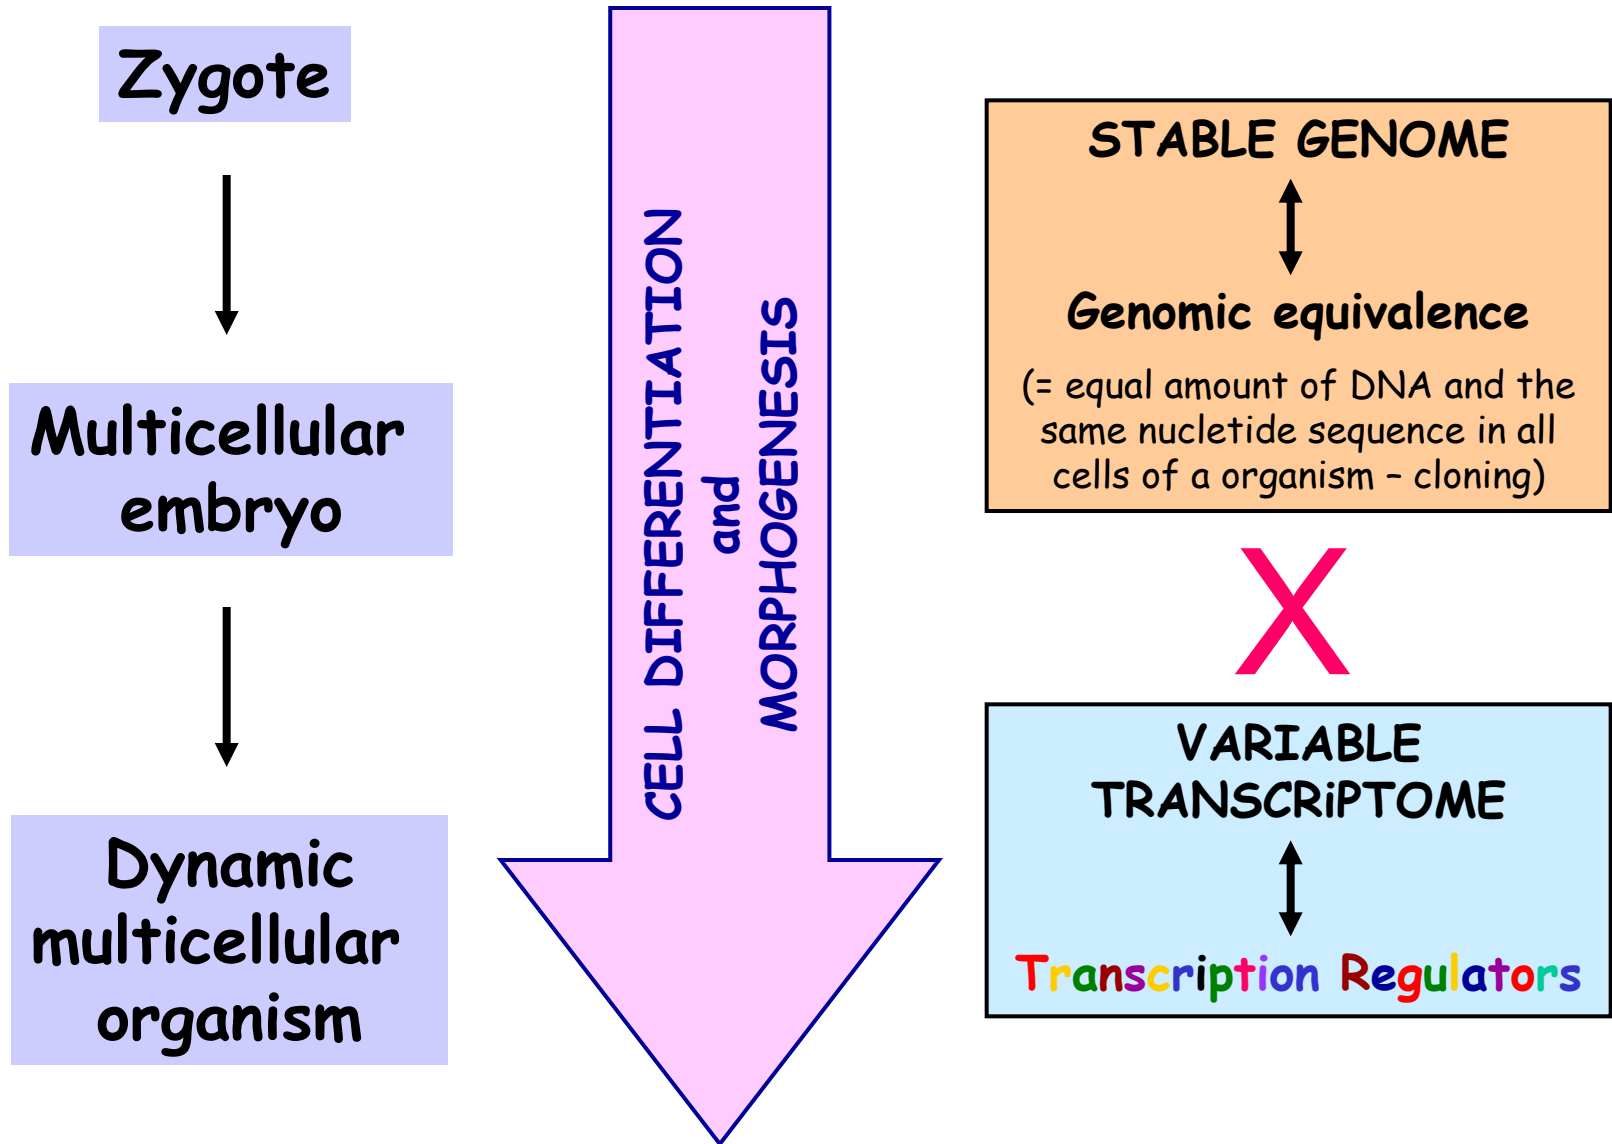 Zygote
Multicellular
embryo
Dynamic
multicellular
organism
CELL DIFFERENTIATION
and
MORPHOGENESIS
STABLE GENOME
Genomic equivalence
(= equal amount of DNA and the
same nucletide sequence in all
cells of a organism – cloning)
X
VARIABLE
TRANSCRiPTOME
Transcription Regulators